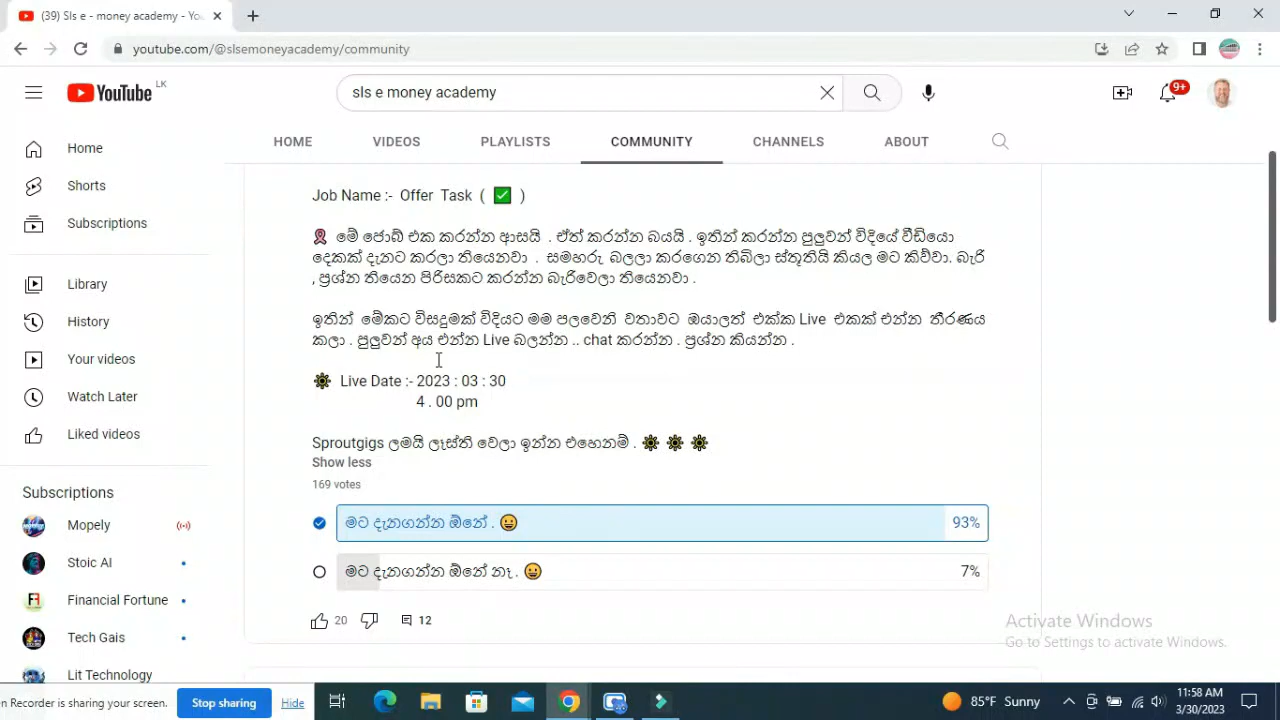 (39) Sls e - money academy - You
youtube.com/@slsemoneyacademy/community
YouTube LK
sls e money academy
9+
HOME VIDEOS PLAYLISTS COMMUNITY CHANNELS ABOUT
Home
Shorts
Subscriptions
Library
History
Your videos
Watch Later
Liked videos
Subscriptions
Mopely
Stoic AI
Financial Fortune
Tech Gais
Lit Technology
Job Name :- Offer Task ( ✅ )
🎗 මේ ජොබ් එක කරන්න ආසයි . ඒත් කරන්න බයයි . ඉතින් කරන්න පුලුවන් විදියේ වීඩියො
දෙකක් දැනට කරලා තියෙනවා . සමහරු බලලා කරගෙන තිබිලා ස්තූතීයි කියල මට කිව්වා. බැරි
, ප්‍රශ්න තියෙන පිරිසකට කරන්න බැරිවෙලා තියෙනවා .
ඉතින් මේකට විසදුමක් විදියට මම පලවෙනි වතාවට ඔයාලත් එක්ක Live එකක් එන්න තීරණය
කලා . පුලුවන් අය එන්න Live බලන්න .. chat කරන්න . ප්‍රශ්න කියන්න .
Live Date :- 2023 : 03 : 30
4 . 00 pm
Sproutgigs ලමයි ලෑස්ති වෙලා ඉන්න එහෙනම් .
Show less
169 votes
මට දැනගන්න ඕනේ . 😀 93%
මට දැනගන්න ඕනේ නෑ . 😀 7%
20 12
Activate Windows
Go to Settings to activate Windows.
n Recorder is sharing your screen. Stop sharing Hide
85°F Sunny
11:58 AM
3/30/2023